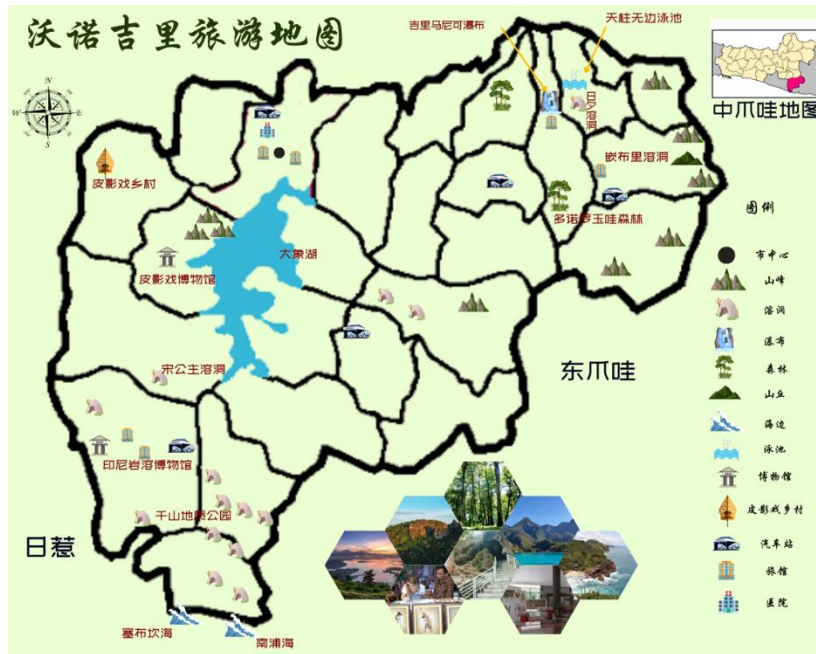 沃诺吉里旅游地图
吉里马尼可瀑布
天柱无边泳池
N
W
E
S
中爪哇地图
日夕溶洞
嵌布里溶洞
皮影戏乡村
多诺罗玉哇森林
图例
大象湖
皮影戏博物馆
市中心
山峰
溶洞
瀑布
宋公主溶洞
东爪哇
森林
山丘
海边
泳池
印尼岩溶博物馆
博物馆
千山地质公园
皮影戏乡村
日惹
汽车站
旅馆
医院
塞布坎海
南浦海